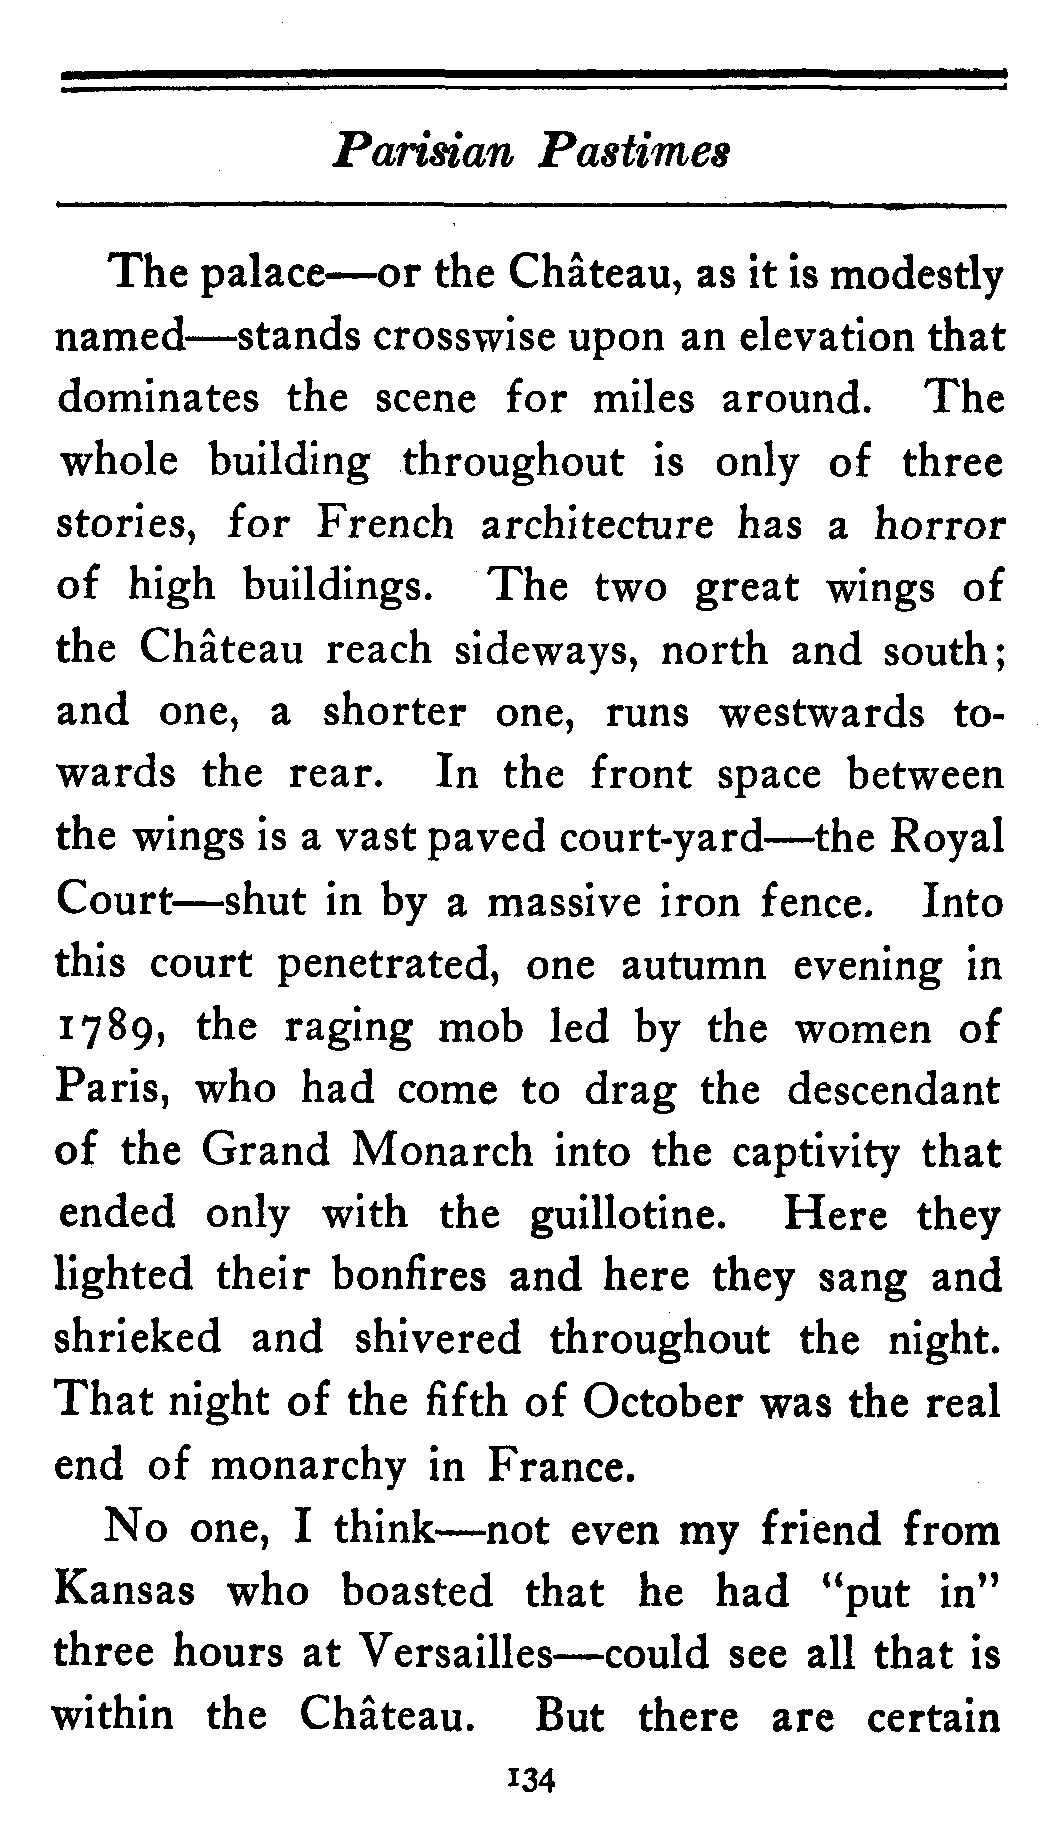 Parisian Pastimes
The palace—or the Château, as it is modestly
named—stands crosswise upon an elevation that
dominates the scene for miles around. The
whole building throughout is only of three
stories, for French architecture has a horror
of high buildings. The two great wings of
the Château reach sideways, north and south;
and one, a shorter one, runs westwards to-
wards the rear. In the front space between
the wings is a vast paved court-yard—the Royal
Court—shut in by a massive iron fence. Into
this court penetrated, one autumn evening in
1789, the raging mob led by the women of
Paris, who had come to drag the descendant
of the Grand Monarch into the captivity that
ended only with the guillotine. Here they
lighted their bonfires and here they sang and
shrieked and shivered throughout the night.
That night of the fifth of October was the real
end of monarchy in France.
No one, I think—not even my friend from
Kansas who boasted that he had “put in”
three hours at Versailles—could see all that is
within the Château. But there are certain
134